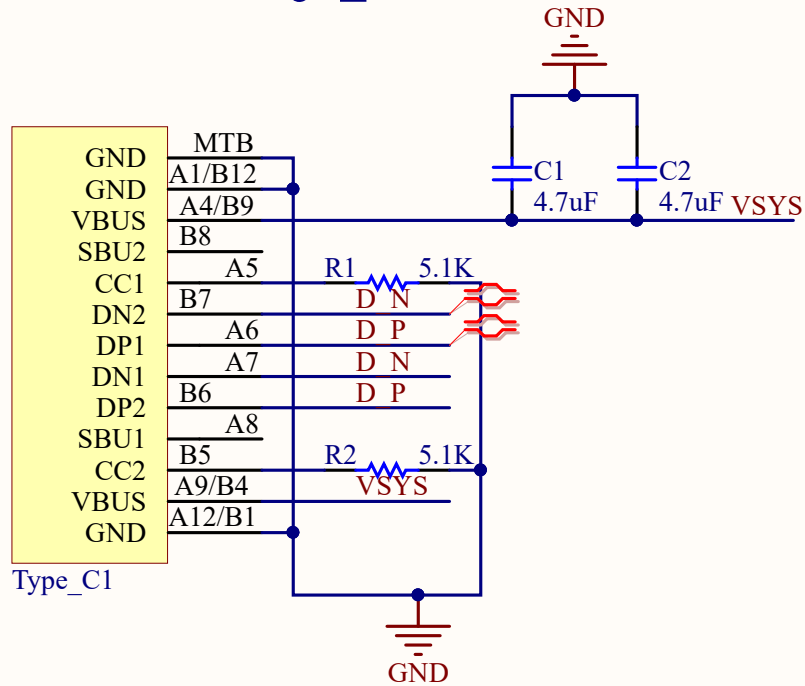 GND
GND MTB
GND A1/B12
VBUS A4/B9
SBU2 B8
CC1 A5
DN2 B7
DP1 A6
DN1 A7
DP2 B6
SBU1 A8
CC2 B5
VBUS A9/B4
GND A12/B1
Type_C1
C1
4.7uF
C2
4.7uF
VSYS
R1 5.1K
D_N
D_P
D_N
D_P
R2 5.1K
VSYS
GND